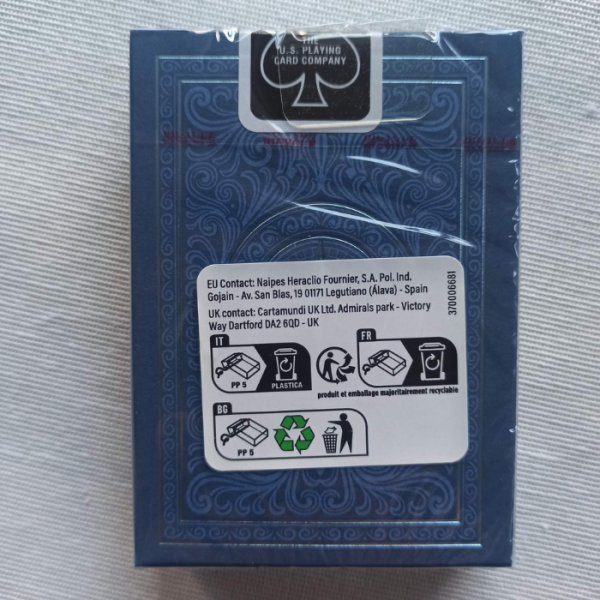 THE
U.S. PLAYING
CARD COMPANY
EU Contact: Naipes Heraclio Fournier, S.A. Pol. Ind.
Gojain - Av. San Blas, 19 01171 Legutiano (Álava) - Spain
UK contact: Cartamundi UK Ltd. Admirals park - Victory
Way Dartford DA2 6QD - UK
370006681
IT
PP 5
PLASTICA
FR
produit et emballage majoritairement recyclable
BG
PP 5